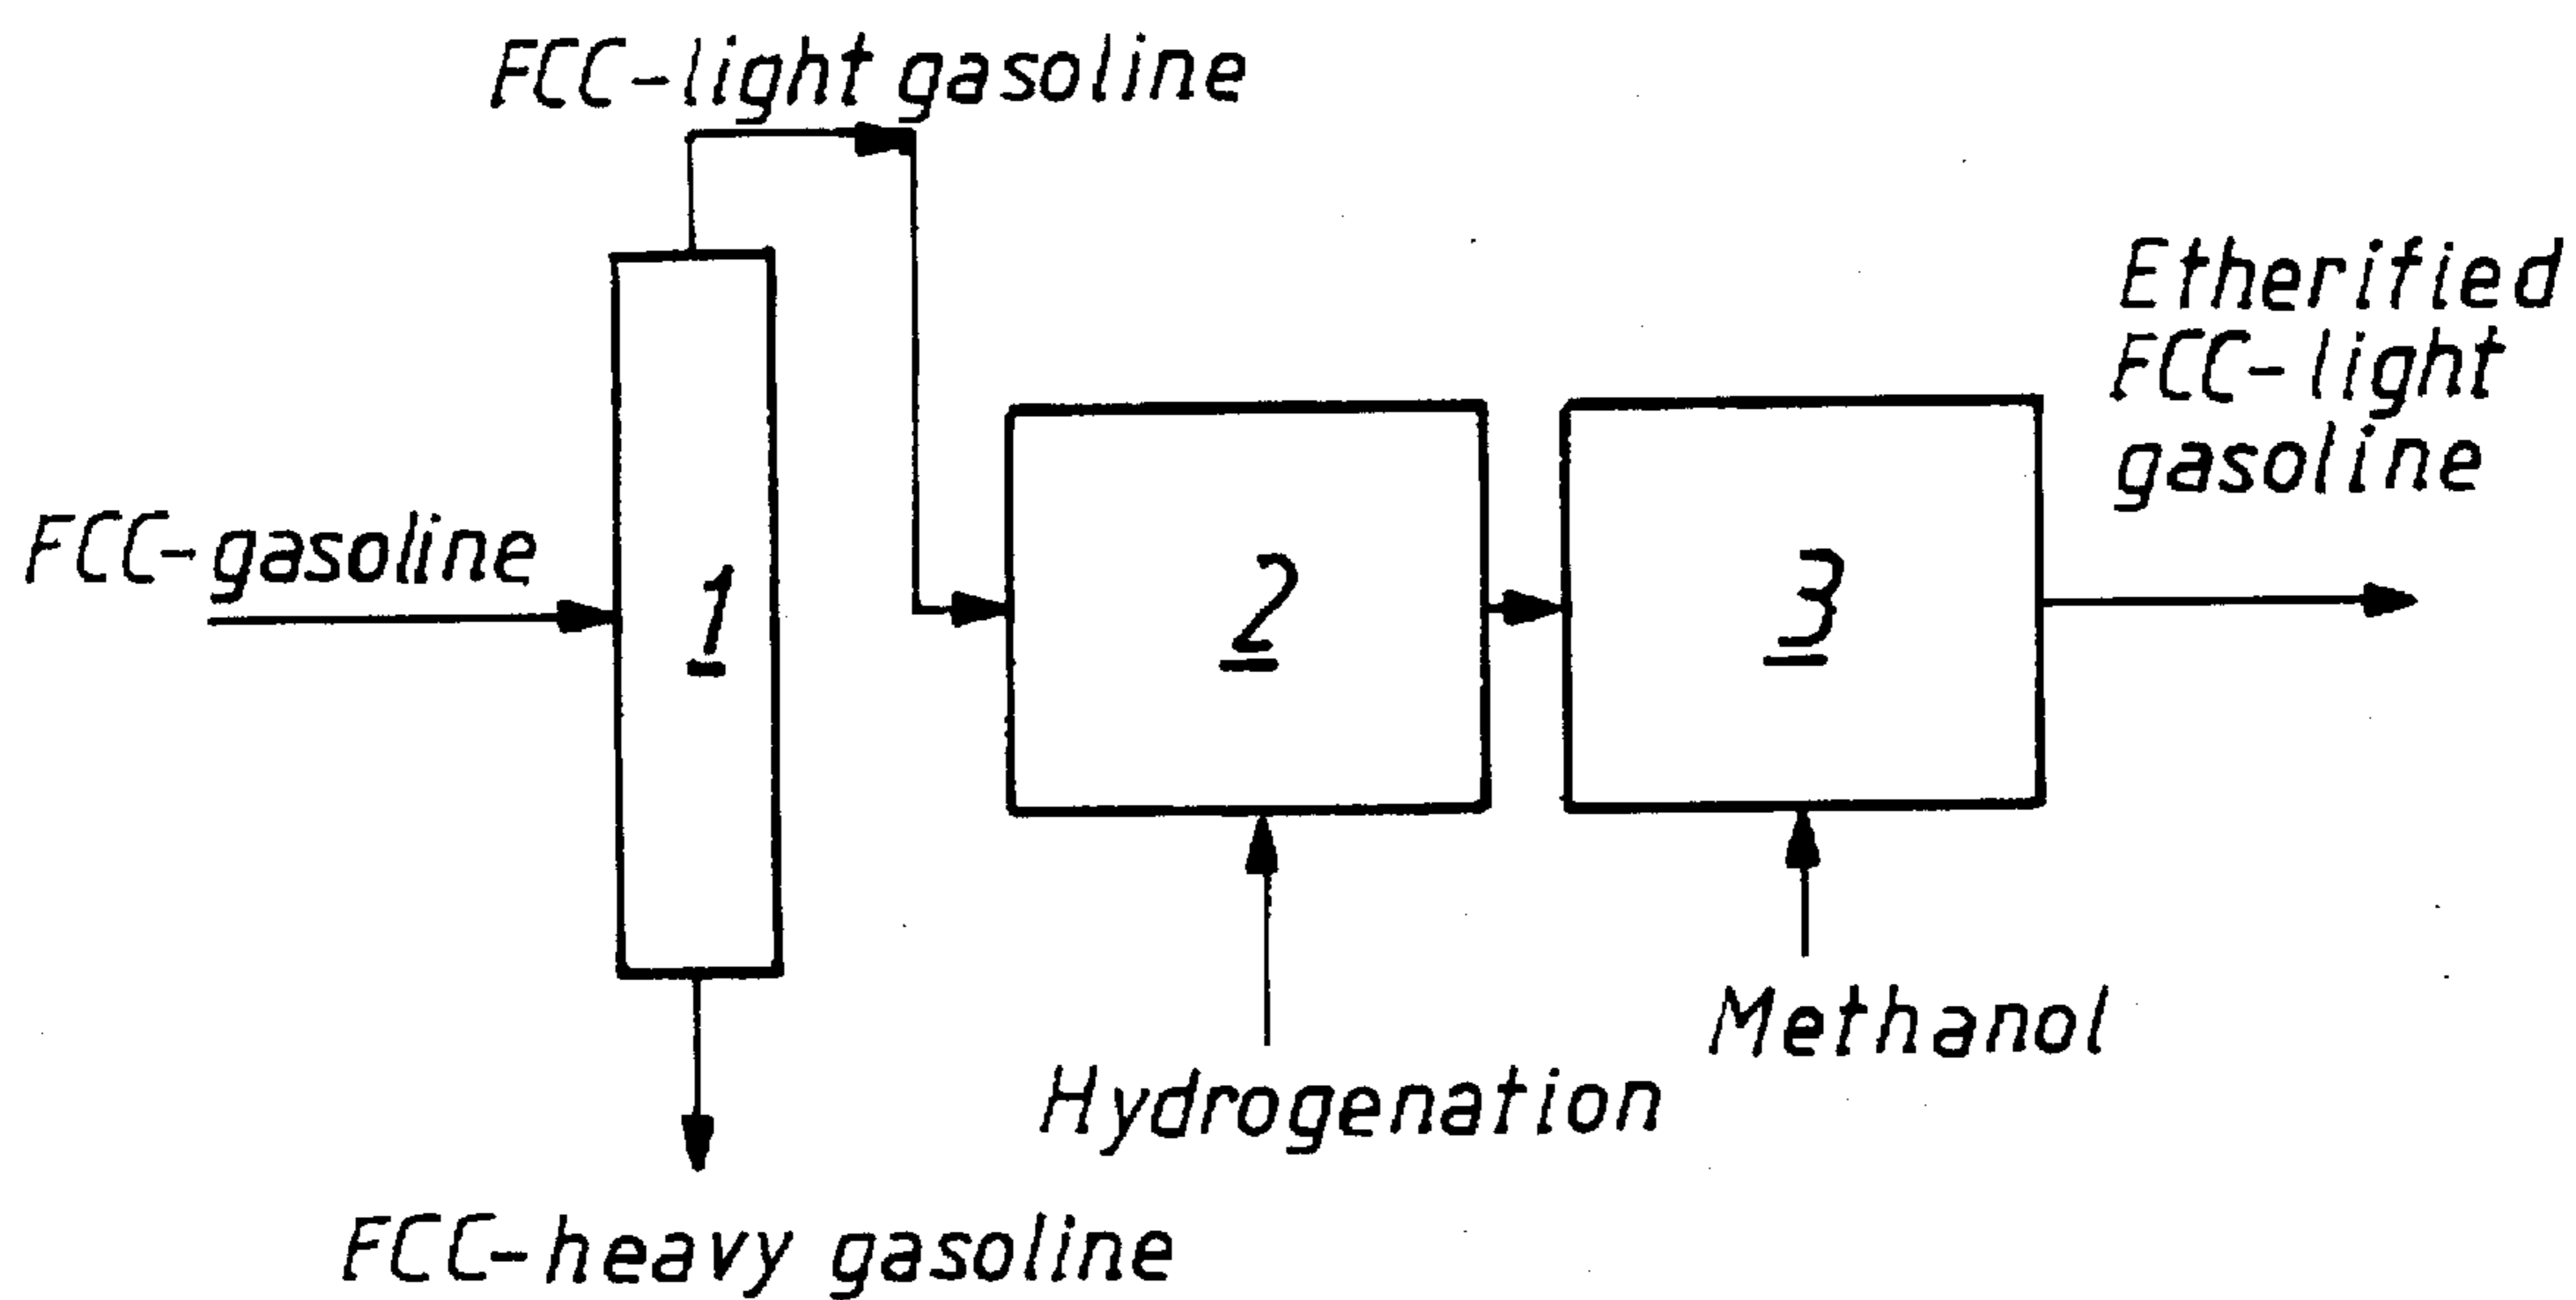 FCC-light gasoline
Etherified
FCC-light
gasoline
FCC-gasoline
1
2
3
Methanol
Hydrogenation
FCC-heavy gasoline